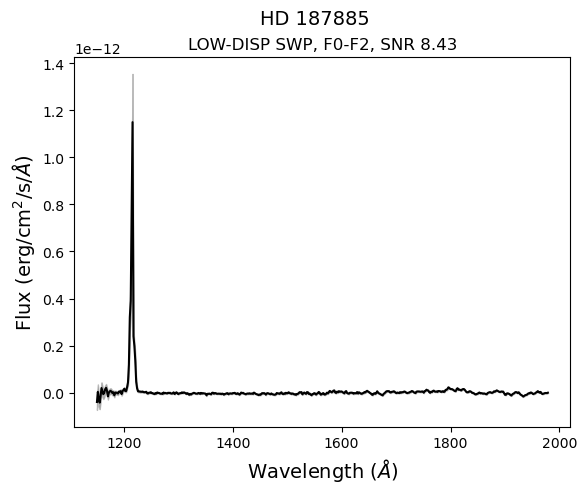 HD 187885
LOW-DISP SWP, F0-F2, SNR 8.43
1e−12
1.4
1.2
1.0
0.8
0.6
0.4
0.2
0.0
Flux (erg/cm²/s/Å)
1200 1400 1600 1800 2000
Wavelength (Å)